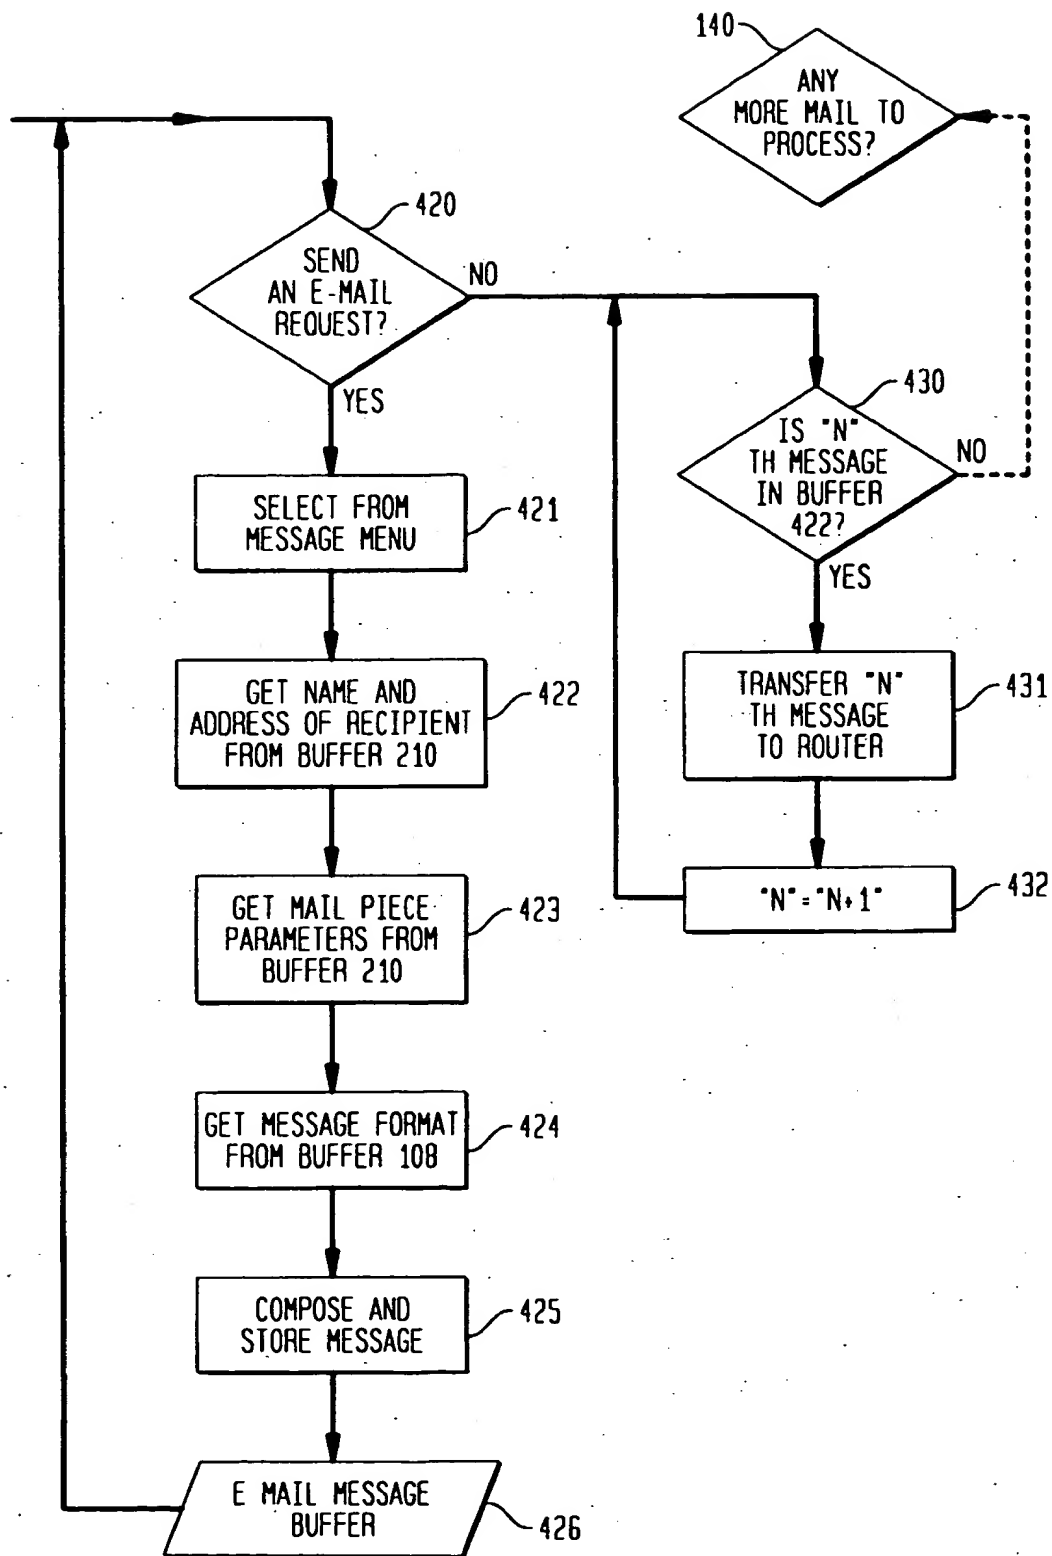 140
ANY
MORE MAIL TO
PROCESS?
420
SEND
AN E-MAIL
REQUEST?
NO
YES
430
IS "N"
TH MESSAGE
IN BUFFER
422?
NO
YES
SELECT FROM
MESSAGE MENU
421
GET NAME AND
ADDRESS OF RECIPIENT
FROM BUFFER 210
422
TRANSFER "N"
TH MESSAGE
TO ROUTER
431
GET MAIL PIECE
PARAMETERS FROM
BUFFER 210
423
"N"="N+1"
432
GET MESSAGE FORMAT
FROM BUFFER 108
424
COMPOSE AND
STORE MESSAGE
425
E MAIL MESSAGE
BUFFER
426